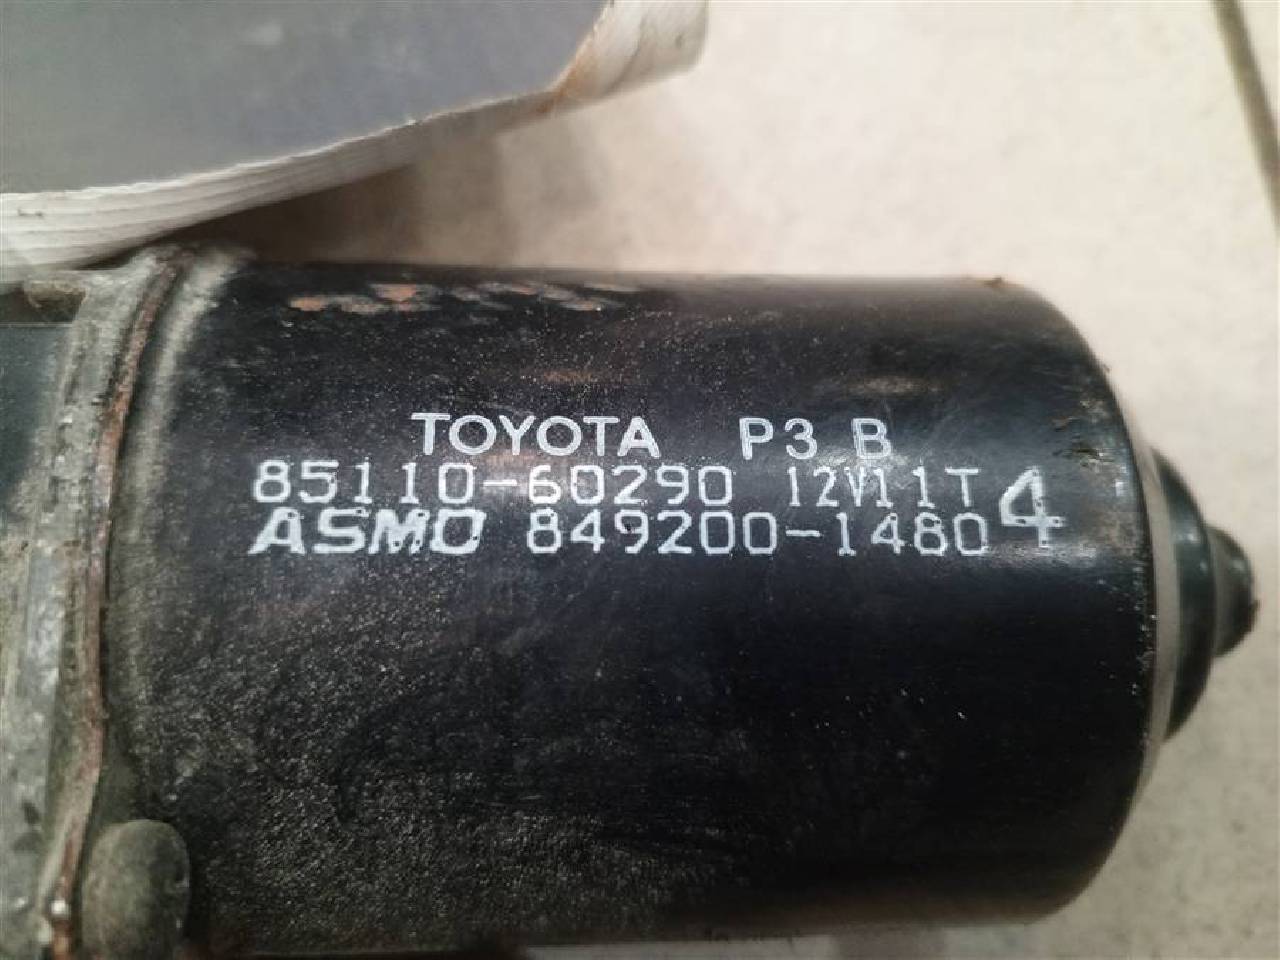 TOYOTA P3 B
85110-60290 12V11T 4
ASMO 849200-1480